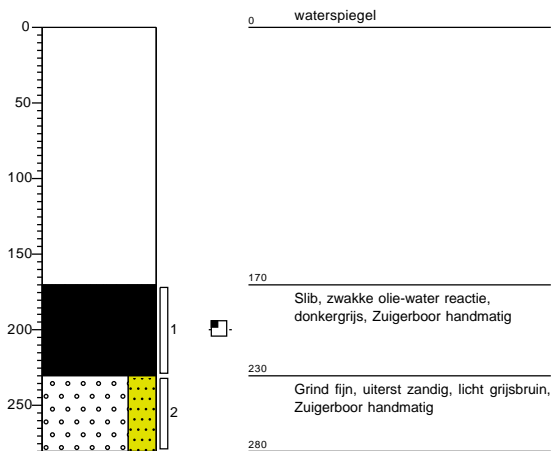 0
50
100
150
200
250
1
2
0
waterspiegel
170
Slib, zwakke olie-water reactie,
donkergrijs, Zuigerboor handmatig
230
Grind fijn, uiterst zandig, licht grijsbruin,
Zuigerboor handmatig
280